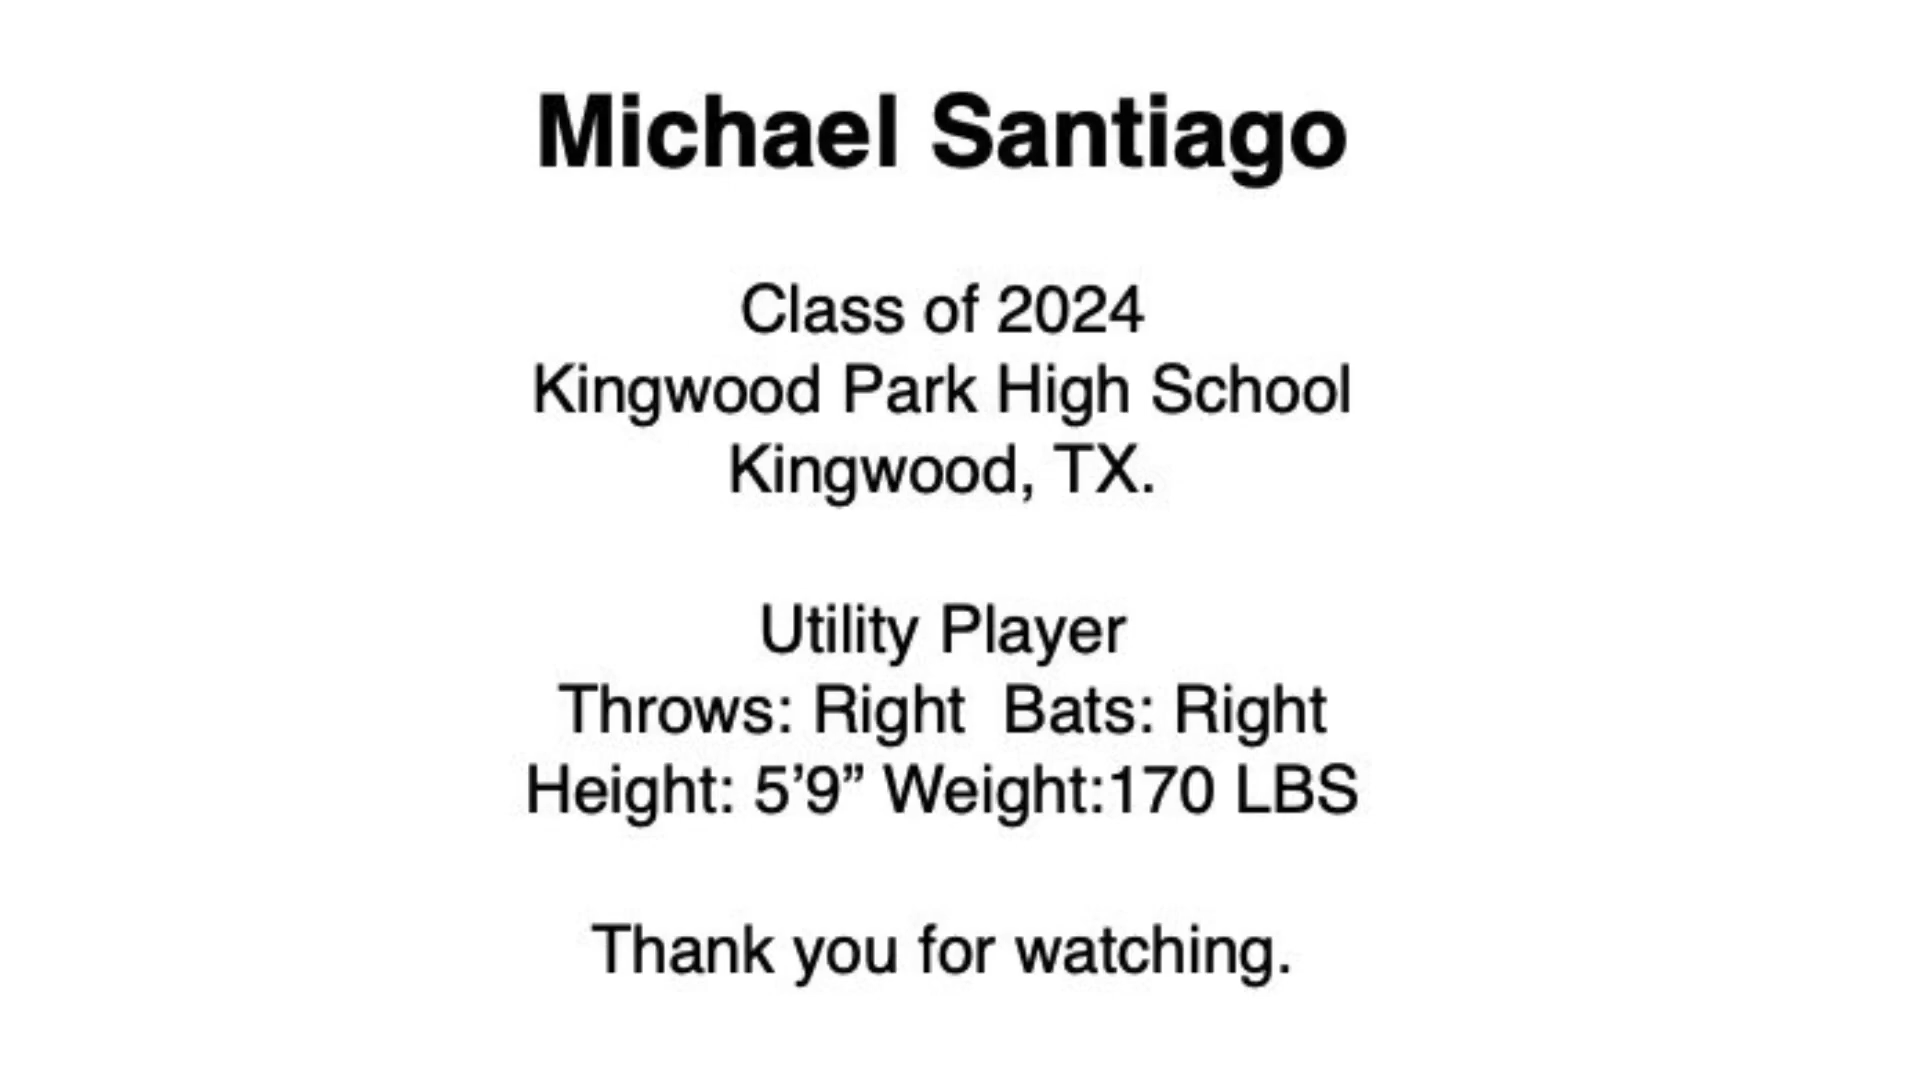 Michael Santiago
Class of 2024
Kingwood Park High School
Kingwood, TX.
Utility Player
Throws: Right  Bats: Right
Height: 5’9” Weight:170 LBS
Thank you for watching.